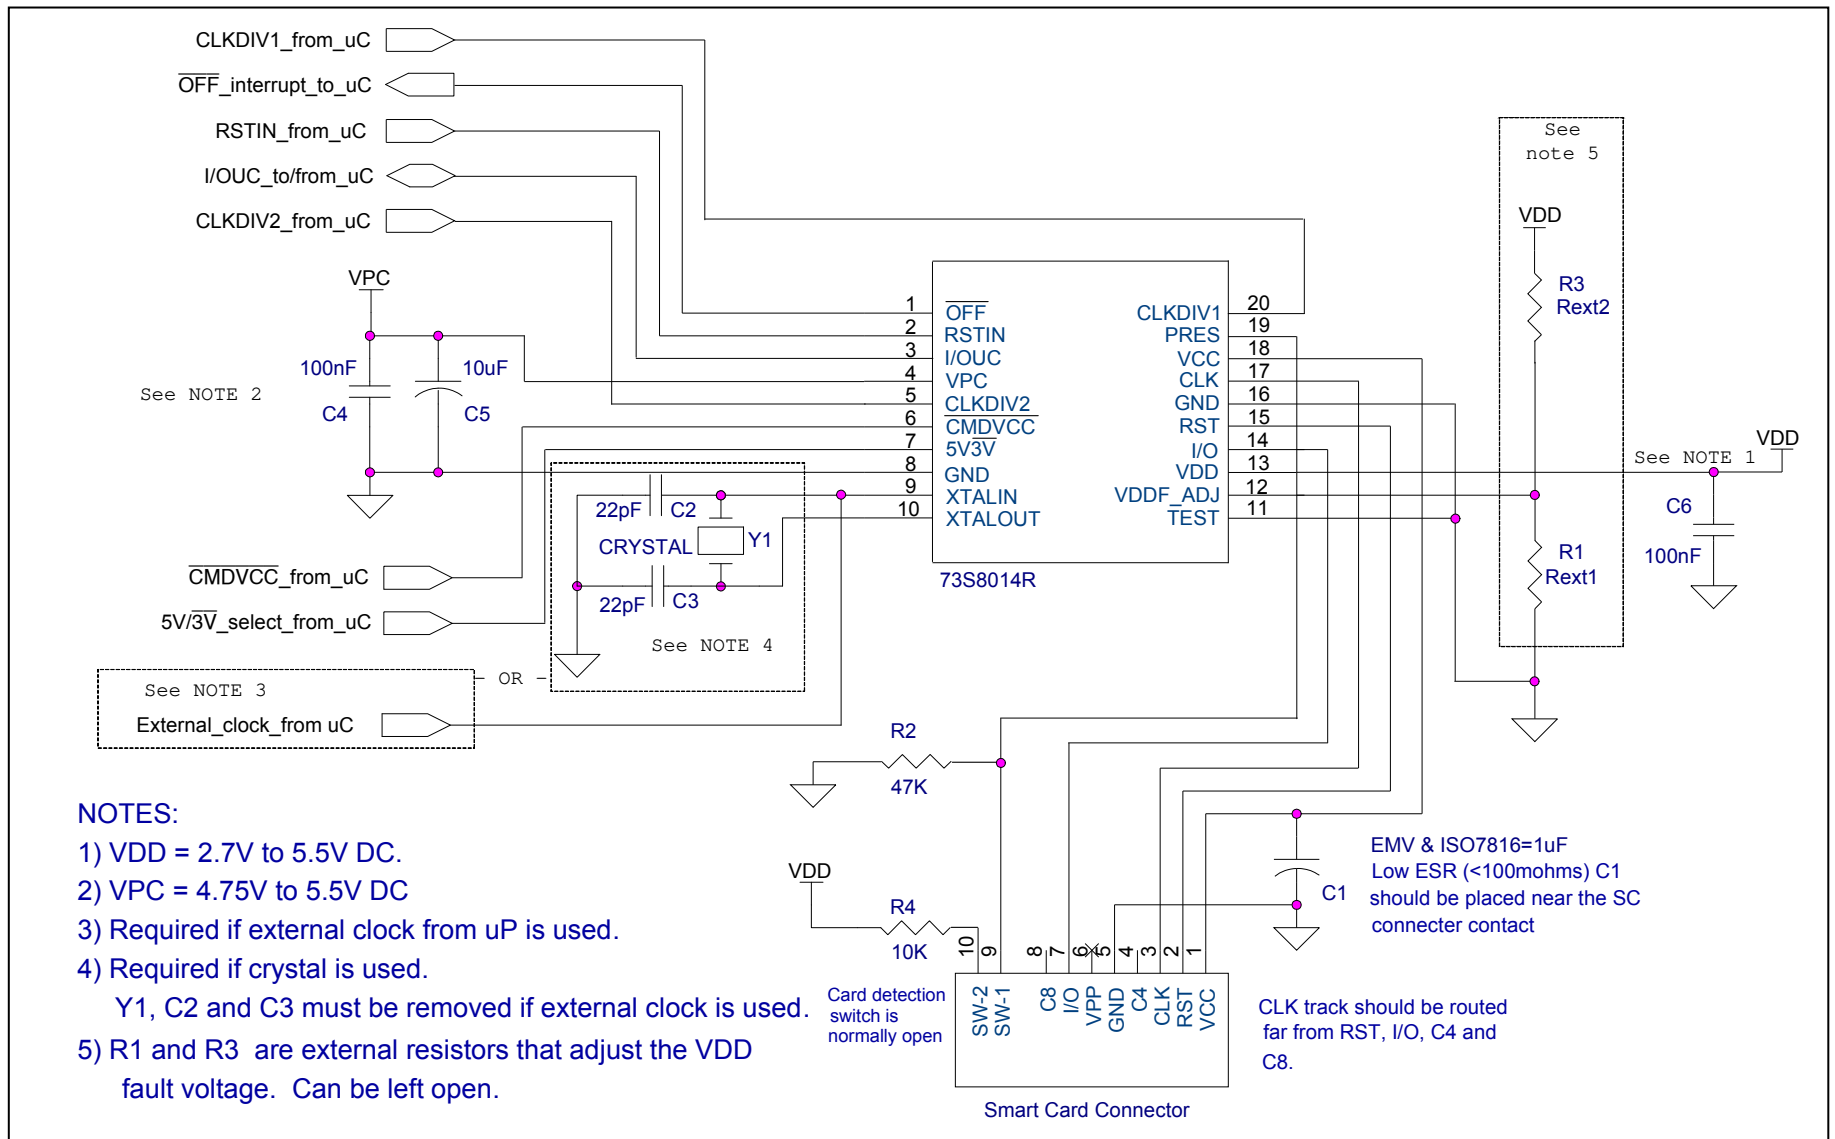 CLKDIV1_from_uC
OFF_interrupt_to_uC
RSTIN_from_uC
I/OUC_to/from_uC
CLKDIV2_from_uC
VPC
100nF
C4
10uF
C5
See NOTE 2
CMDVCC_from_uC
5V/3V_select_from_uC
See NOTE 3
External_clock_from uC
- OR -
22pF
C2
CRYSTAL
Y1
22pF
C3
See NOTE 4
1
2
3
4
5
6
7
8
9
10
OFF
RSTIN
I/OUC
VPC
CLKDIV2
CMDVCC
5V3V
GND
XTALIN
XTALOUT
CLKDIV1
PRES
VCC
CLK
GND
RST
I/O
VDD
VDDF_ADJ
TEST
20
19
18
17
16
15
14
13
12
11
73S8014R
See
note 5
VDD
R3
Rext2
R1
Rext1
See NOTE 1
VDD
C6
100nF
R2
47K
VDD
R4
10K
C1
EMV & ISO7816=1uF
Low ESR (<100mohms) C1
should be placed near the SC
connecter contact
10
9
8
7
6
5
4
3
2
1
SW-2
SW-1
C8
I/O
VPP
GND
C4
CLK
RST
VCC
Card detection
switch is
normally open
CLK track should be routed
far from RST, I/O, C4 and
C8.
Smart Card Connector
NOTES:
1) VDD = 2.7V to 5.5V DC.
2) VPC = 4.75V to 5.5V DC
3) Required if external clock from uP is used.
4) Required if crystal is used.
Y1, C2 and C3 must be removed if external clock is used.
5) R1 and R3 are external resistors that adjust the VDD
fault voltage. Can be left open.